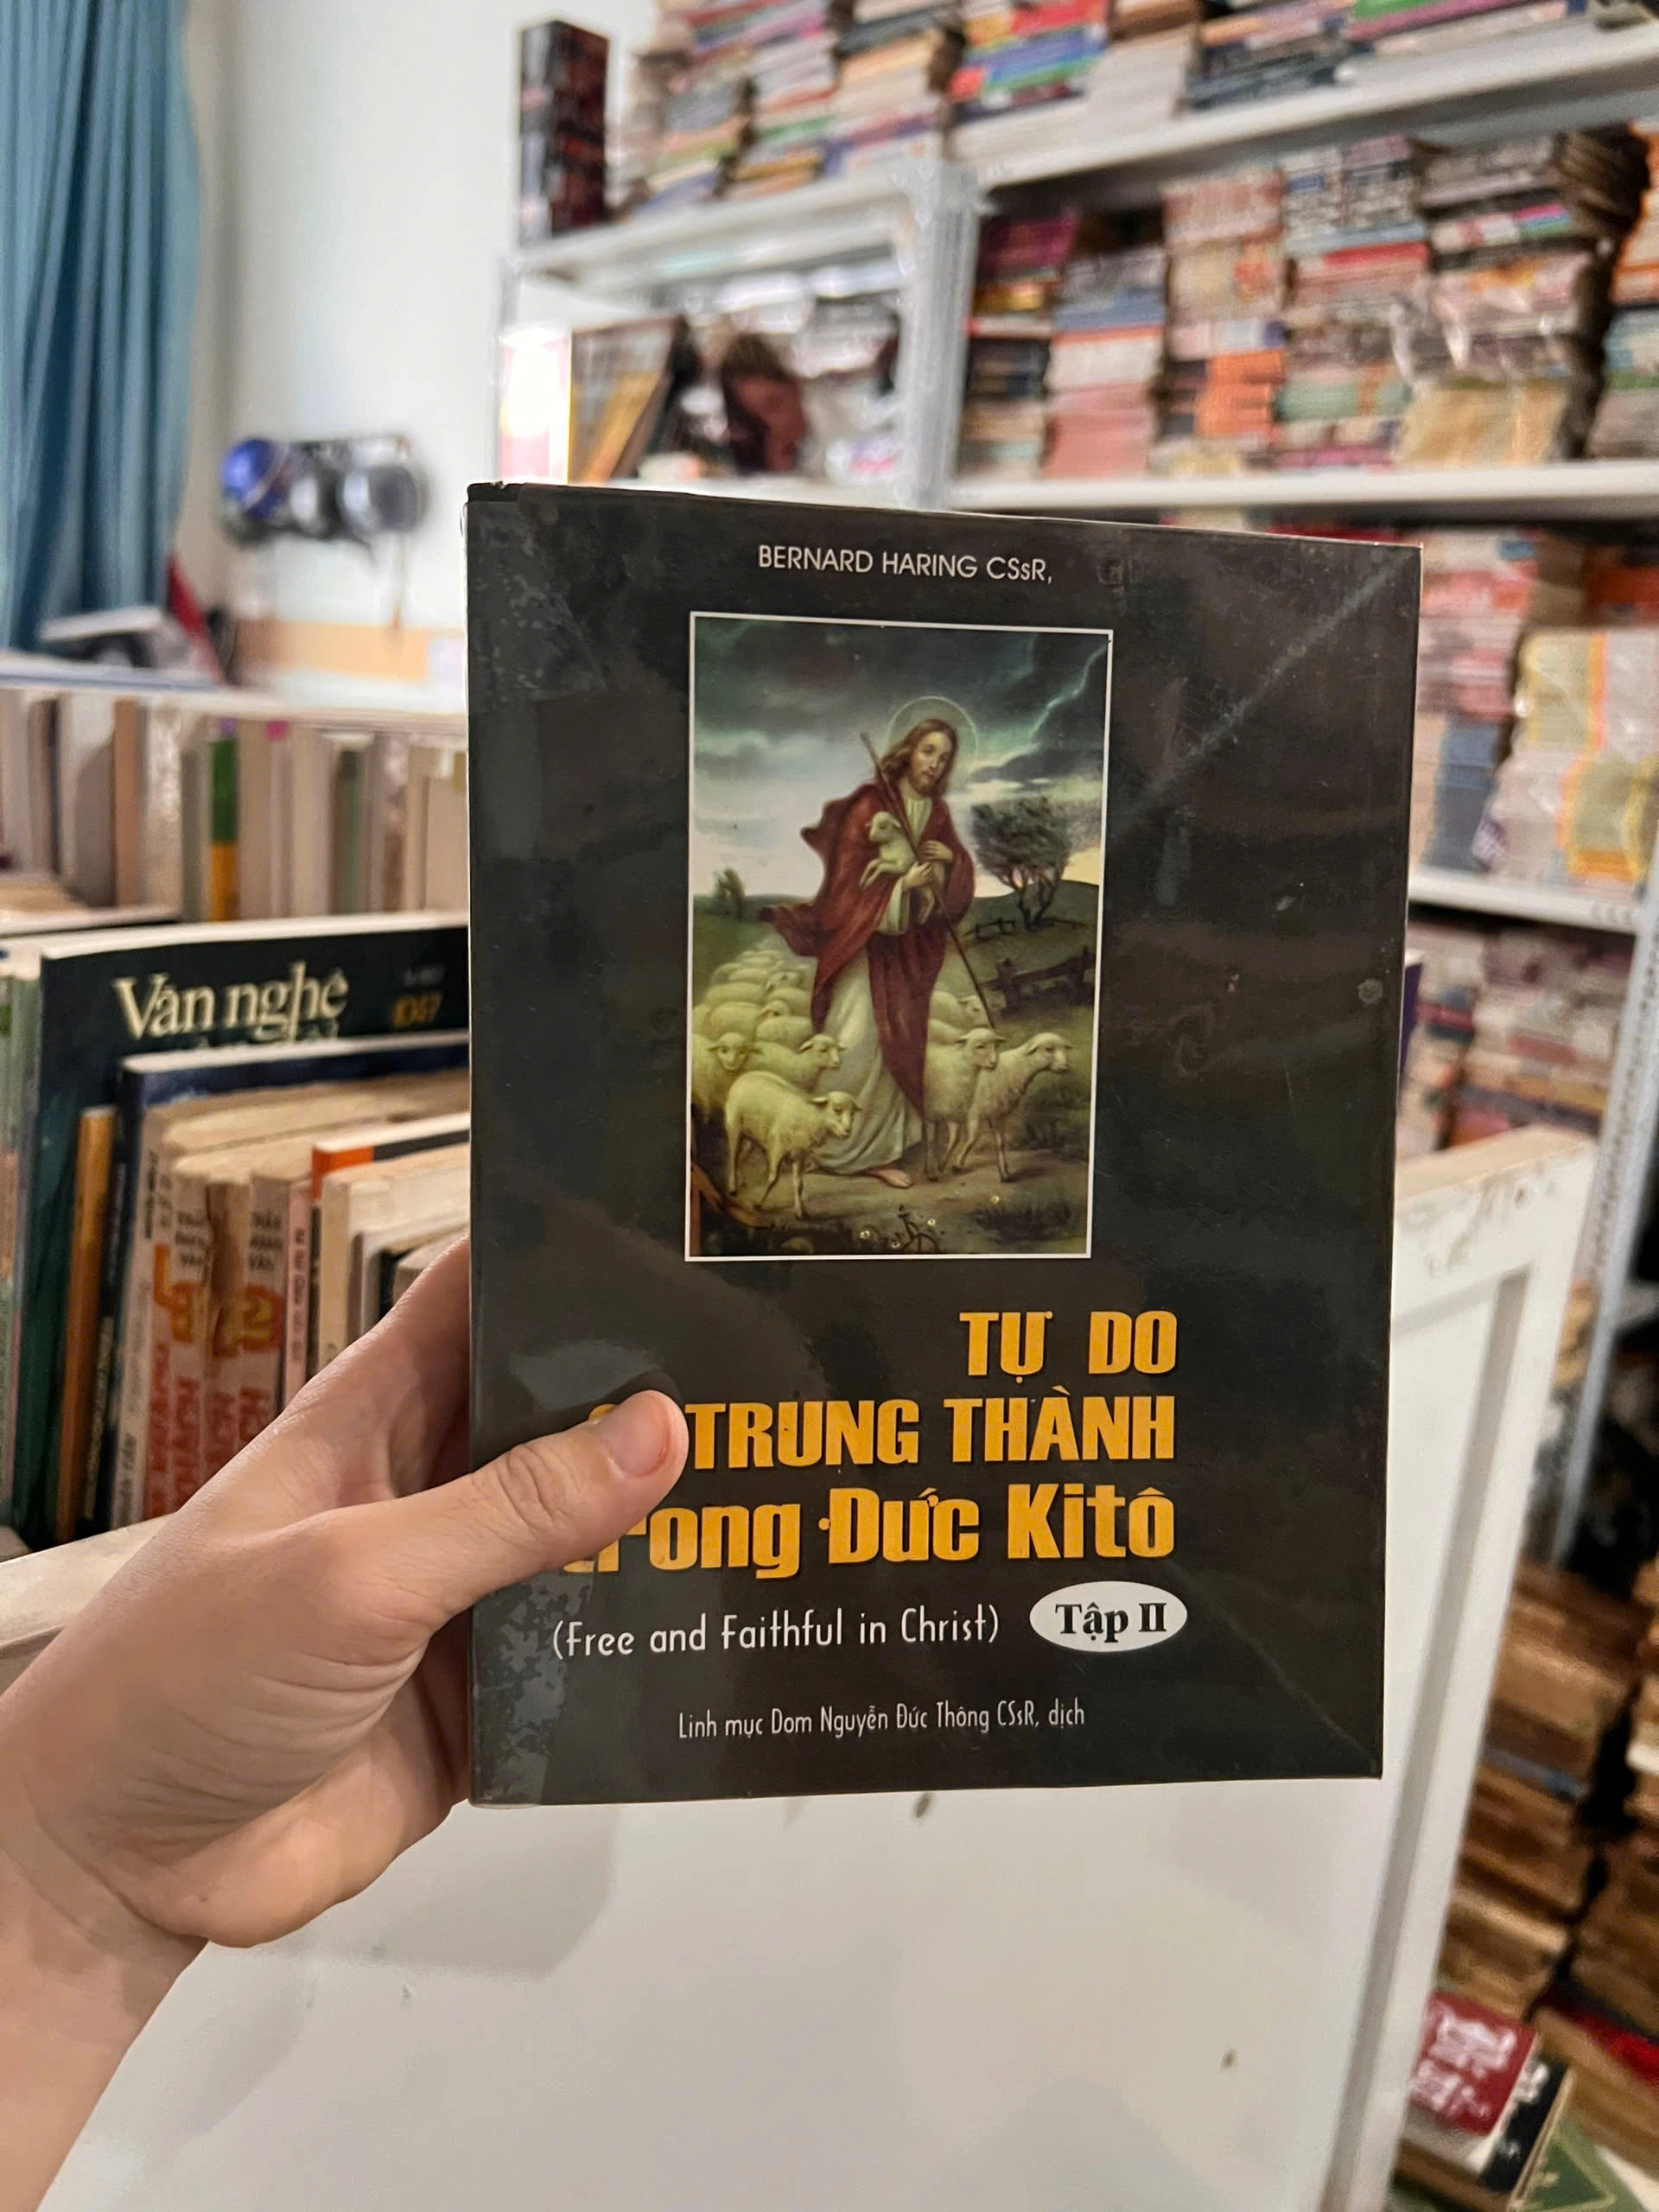 BERNARD HARING CSsR,
TỰ DO
& TRUNG THÀNH
trong Đức Kitô
(Free and Faithful in Christ)
Tập II
Linh mục Dom Nguyễn Đức Thông CSsR, dịch
Văn nghệ